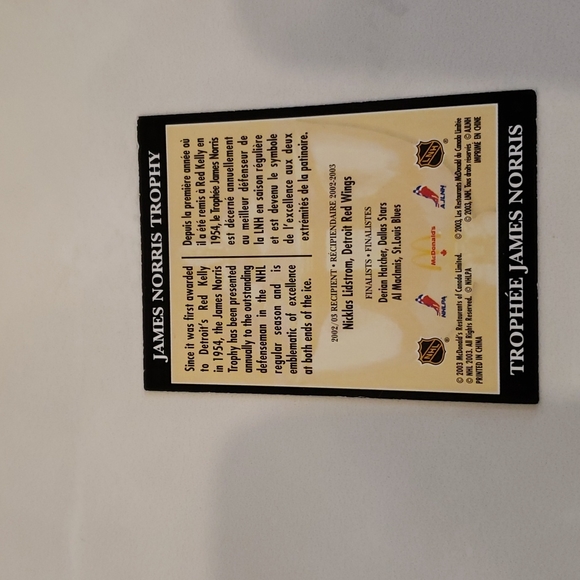 JAMES NORRIS TROPHY
Since it was first awarded
to Detroit's Red Kelly
in 1954, the James Norris
Trophy has been presented
annually to the outstanding
defenseman in the NHL
regular season and is
emblematic of excellence
at both ends of the ice.
Depuis la première année où
il a été remis à Red Kelly en
1954, le trophée James Norris
est décerné annuellement
au meilleur défenseur de
la LNH en saison régulière
et est devenu le symbole
de l'excellence aux deux
extrémités de la patinoire.
2002/03 RECIPIENT • RÉCIPIENDAIRE 2002-2003
Nicklas Lidstrom, Detroit Red Wings
FINALISTS • FINALISTES
Derian Hatcher, Dallas Stars
Al MacInnis, St.Louis Blues
NHL
®
NHLPA
McDonald's
AJLNH
LNH
®
© 2003 McDonald's Restaurants of Canada Limited.
© NHL 2003. All Rights Reserved. © NHLPA
PRINTED IN CHINA
© 2003, Les Restaurants McDonald du Canada Limitée
© 2003, LNH. Tous droits réservés © AJLNH
IMPRIMÉ EN CHINE
TROPHÉE JAMES NORRIS